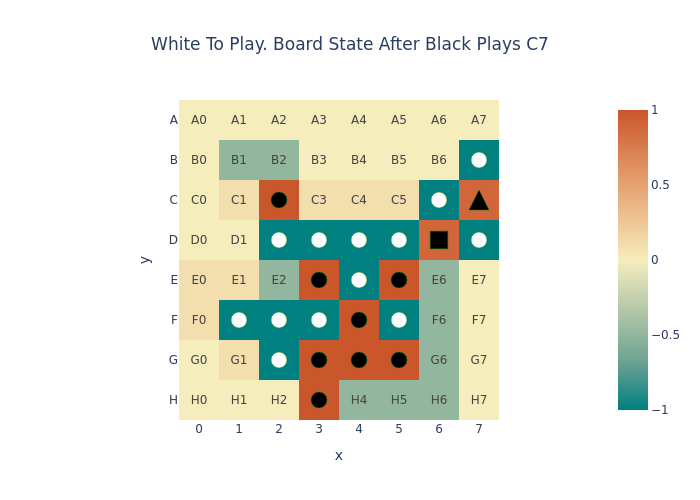 White To Play. Board State After Black Plays C7
A A0 A1 A2 A3 A4 A5 A6 A7
B B0 B1 B2 B3 B4 B5 B6
C C0 C1 C3 C4 C5
D D0 D1
E E0 E1 E2 E6 E7
F F0 F6 F7
G G0 G1 G6 G7
H H0 H1 H2 H4 H5 H6 H7
0 1 2 3 4 5 6 7
x
y
1
0.5
0
−0.5
−1